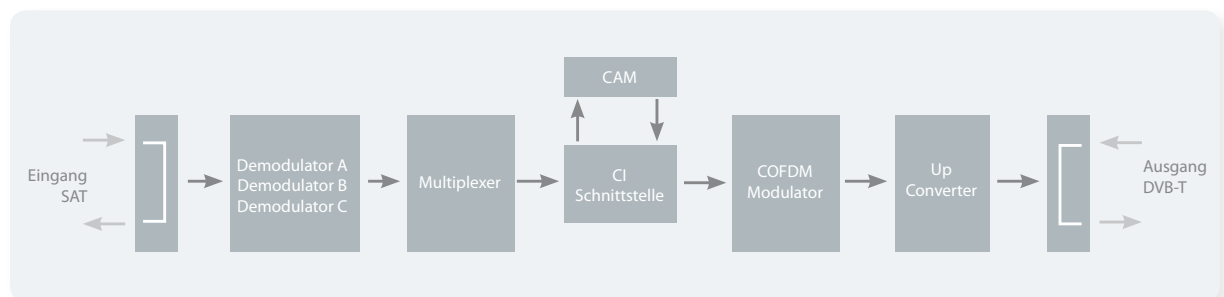 CAM
Eingang
SAT
Demodulator A
Demodulator B
Demodulator C
Multiplexer
CI
Schnittstelle
COFDM
Modulator
Up
Converter
Ausgang
DVB-T